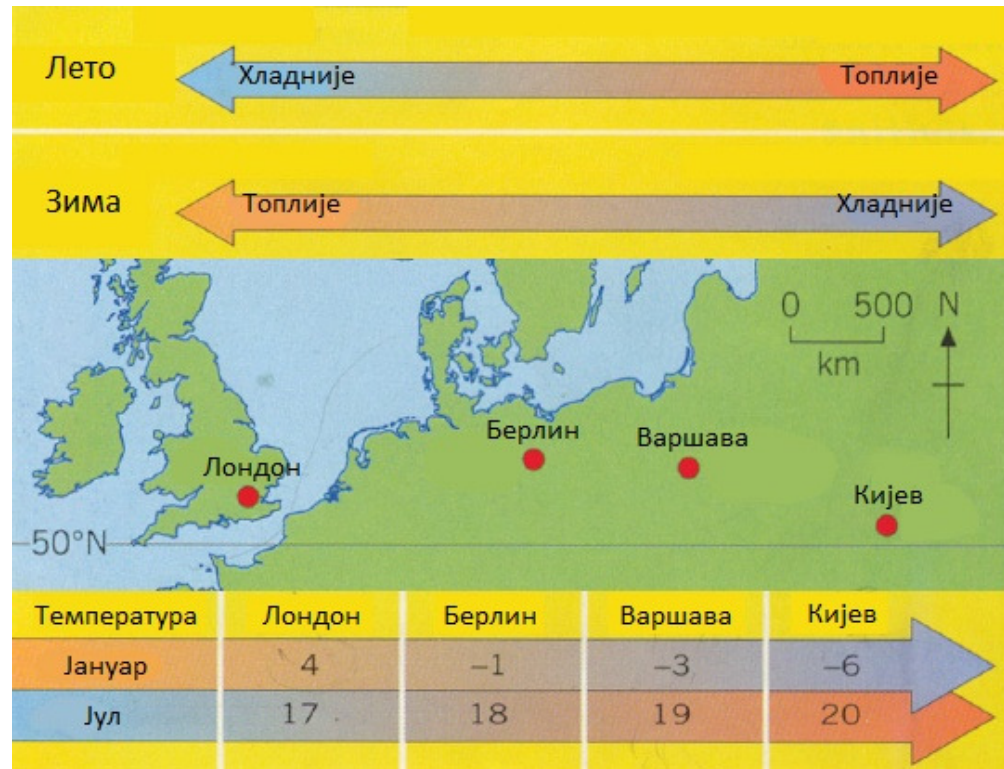 Лето
Хладније Топлије
Зима
Топлије Хладније
0 500 N
km
Берлин
Варшава
Лондон
Кијев
50°N
Температура Лондон Берлин Варшава Кијев
Јануар 4 –1 –3 –6
Јул 17 18 19 20